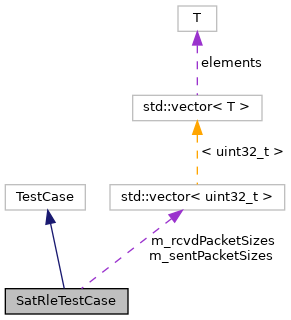 T
elements
std::vector< T >
< uint32_t >
TestCase
std::vector< uint32_t >
m_rcvdPacketSizes
m_sentPacketSizes
SatRleTestCase